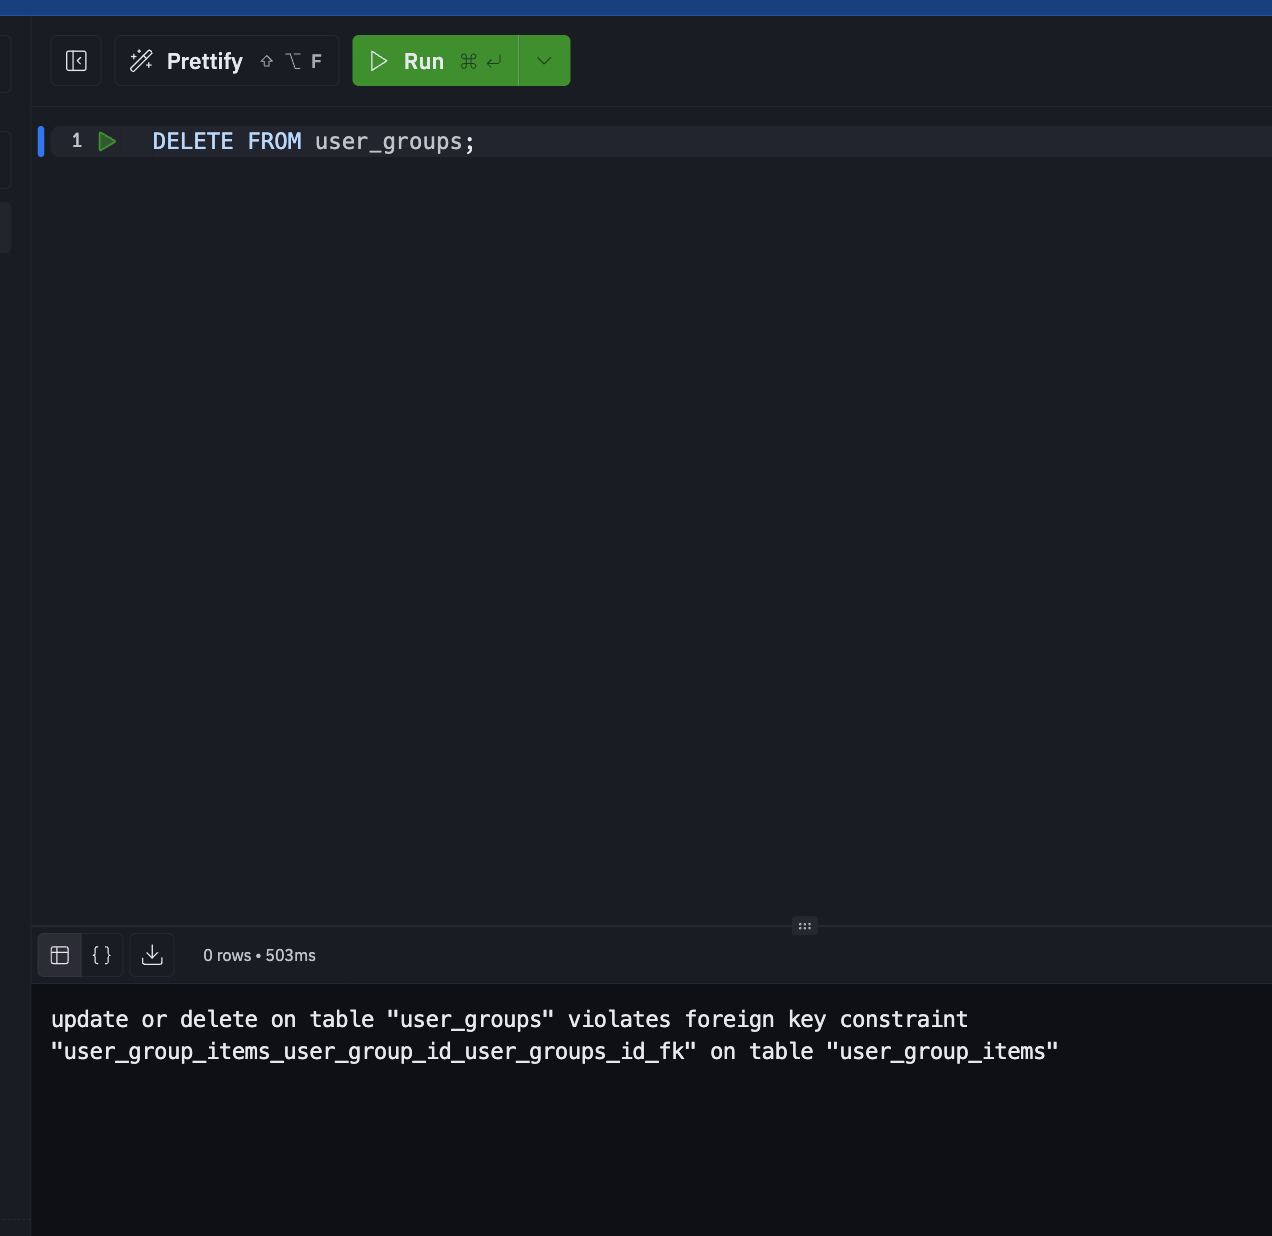 Prettify ⇧ ⌥ F Run ⌘ ↵
1 DELETE FROM user_groups;
{ } 0 rows • 503ms
update or delete on table "user_groups" violates foreign key constraint
"user_group_items_user_group_id_user_groups_id_fk" on table "user_group_items"